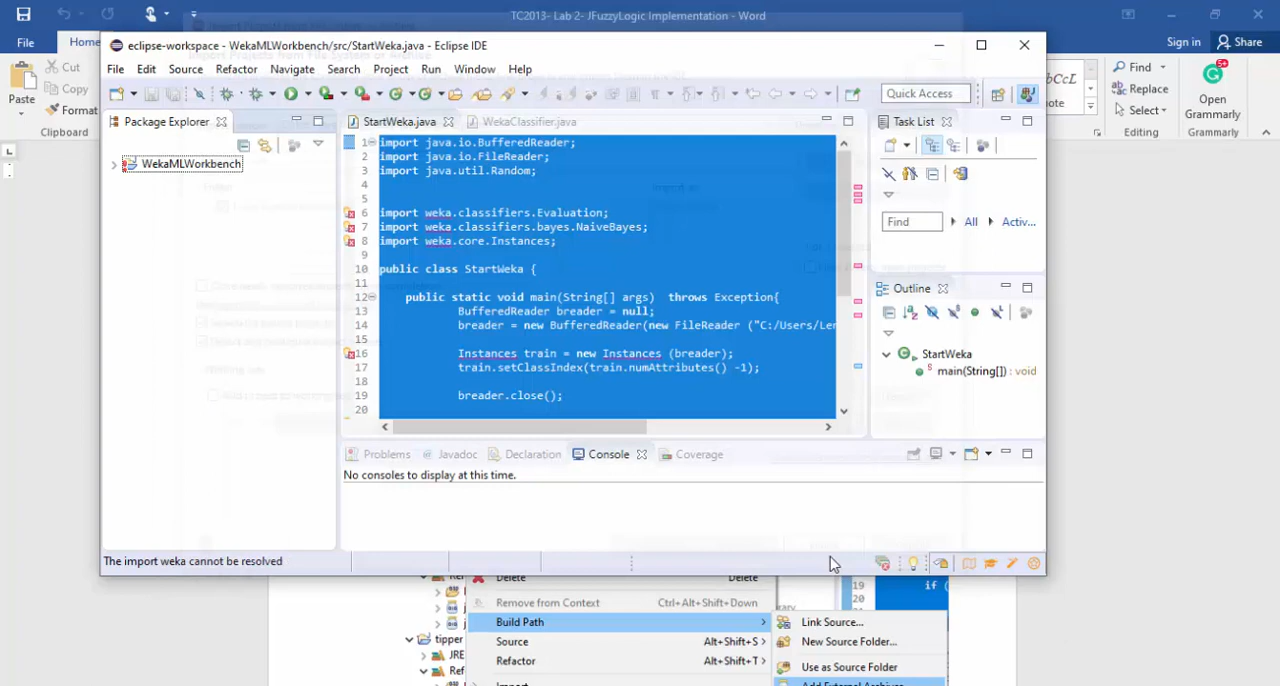 TC2013- Lab 2- JFuzzyLogic Implementation - Word
File
Home
Sign in
Share
eclipse-workspace - WekaMLWorkbench/src/StartWeka.java - Eclipse IDE
File Edit Source Refactor Navigate Search Project Run Window Help
Quick Access
Paste
Cut
Copy
Format
Clipboard
Package Explorer
WekaMLWorkbench
StartWeka.java
WekaClassifier.java
1 import java.io.BufferedReader;
2 import java.io.FileReader;
3 import java.util.Random;
4
5
6 import weka.classifiers.Evaluation;
7 import weka.classifiers.bayes.NaiveBayes;
8 import weka.core.Instances;
9
10 public class StartWeka {
11
12 public static void main(String[] args) throws Exception{
13 BufferedReader breader = null;
14 breader = new BufferedReader(new FileReader ("C:/Users/Ler
15
16 Instances train = new Instances (breader);
17 train.setClassIndex(train.numAttributes() -1);
18
19 breader.close();
20
Task List
Find
All
Activ...
Outline
StartWeka
main(String[]) : void
Find
Replace
Select
Editing
5+
Open
Grammarly
Grammarly
Problems
Javadoc
Declaration
Console
Coverage
No consoles to display at this time.
The import weka cannot be resolved
Delete Delete
Remove from Context Ctrl+Alt+Shift+Down
Build Path
Source Alt+Shift+S
Refactor Alt+Shift+T
Import
tipper
JRE
Ref
19 if (
20
Link Source...
New Source Folder...
Use as Source Folder
Add External Archives